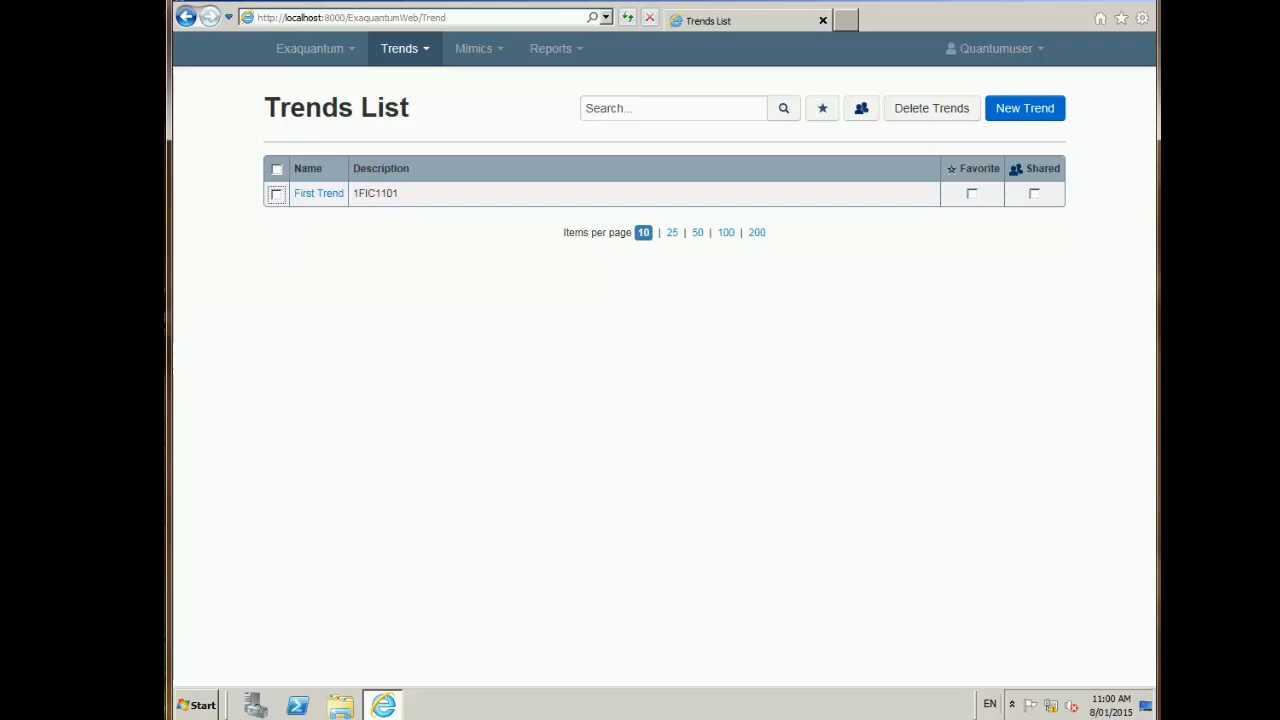 http://localhost:8000/ExaquantumWeb/Trend
Trends List
Exaquantum
Trends
Mimics
Reports
Quantumuser
Trends List
Search...
Delete Trends
New Trend
Name
Description
Favorite
Shared
First Trend
1FIC1101
Items per page 10 | 25 | 50 | 100 | 200
Start
EN
11:00 AM
8/01/2015